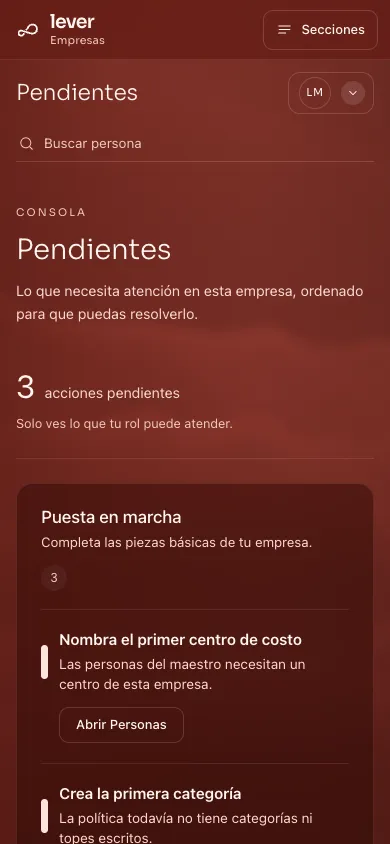 lever
Empresas
Secciones
Pendientes
LM
Buscar persona
CONSOLA
Pendientes
Lo que necesita atención en esta empresa, ordenado
para que puedas resolverlo.
3 acciones pendientes
Solo ves lo que tu rol puede atender.
Puesta en marcha
Completa las piezas básicas de tu empresa.
3
Nombra el primer centro de costo
Las personas del maestro necesitan un
centro de esta empresa.
Abrir Personas
Crea la primera categoría
La política todavía no tiene categorías ni
topes escritos.